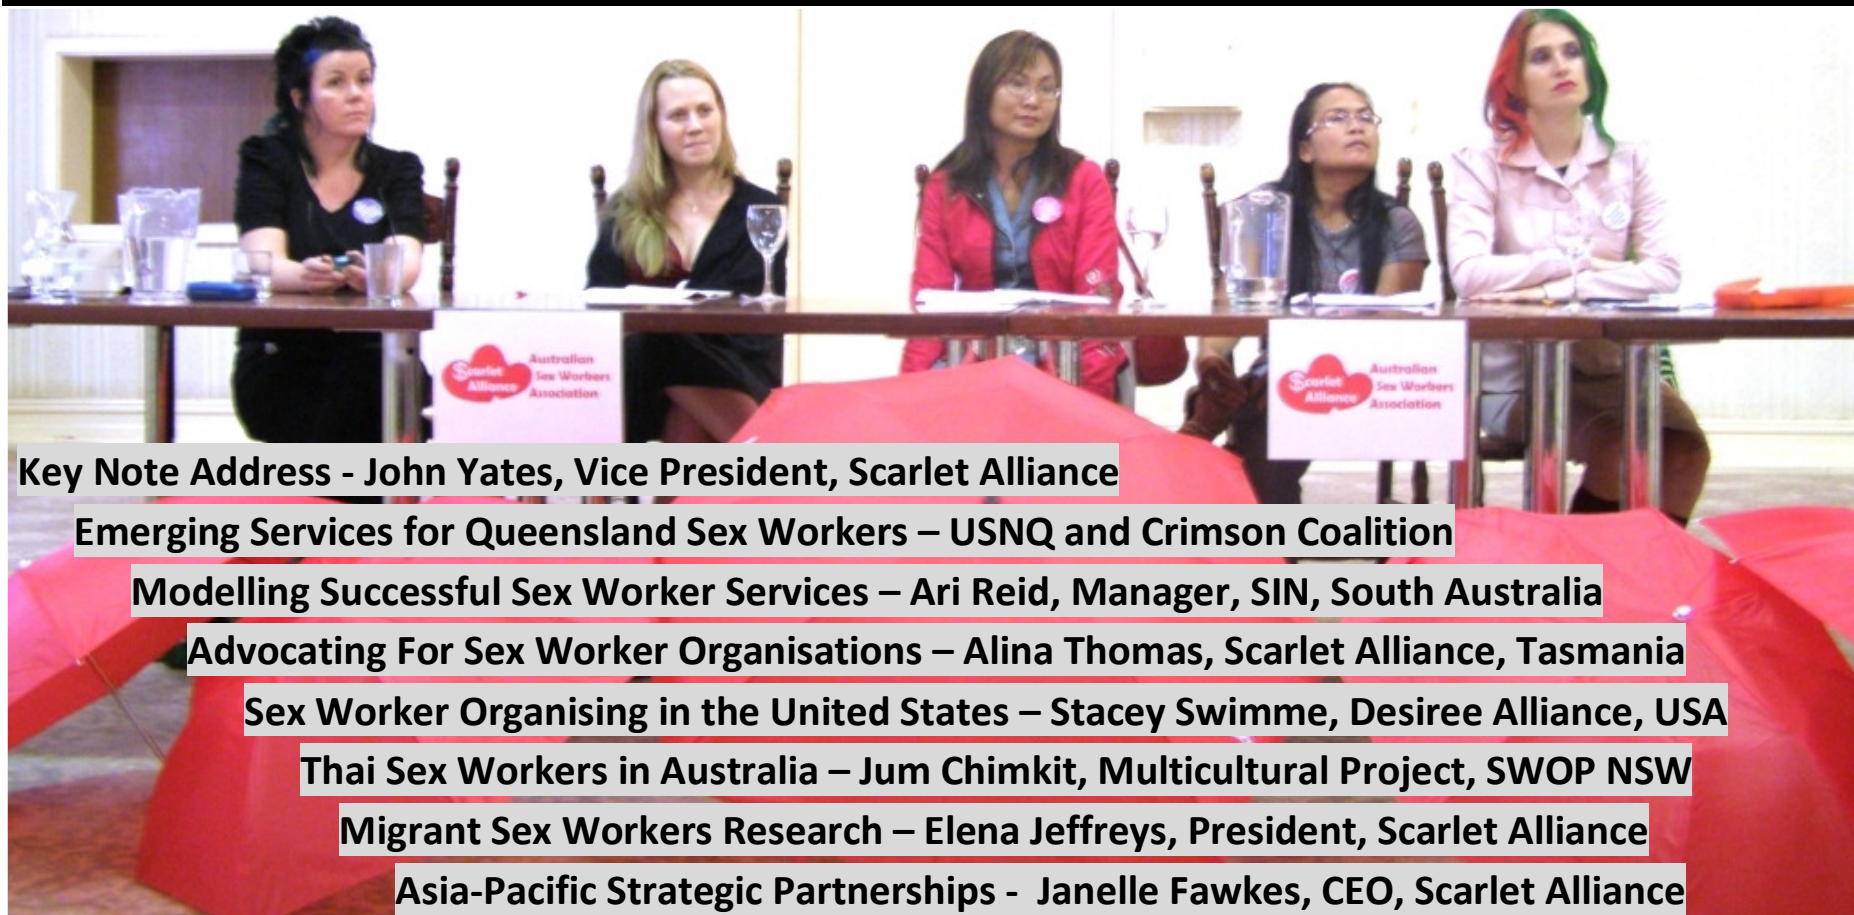 Scarlet
Alliance
Australian
Sex Workers
Association
Scarlet
Alliance
Australian
Sex Workers
Association
Key Note Address - John Yates, Vice President, Scarlet Alliance
Emerging Services for Queensland Sex Workers – USNQ and Crimson Coalition
Modelling Successful Sex Worker Services – Ari Reid, Manager, SIN, South Australia
Advocating For Sex Worker Organisations – Alina Thomas, Scarlet Alliance, Tasmania
Sex Worker Organising in the United States – Stacey Swimme, Desiree Alliance, USA
Thai Sex Workers in Australia – Jum Chimkit, Multicultural Project, SWOP NSW
Migrant Sex Workers Research – Elena Jeffreys, President, Scarlet Alliance
Asia-Pacific Strategic Partnerships -  Janelle Fawkes, CEO, Scarlet Alliance